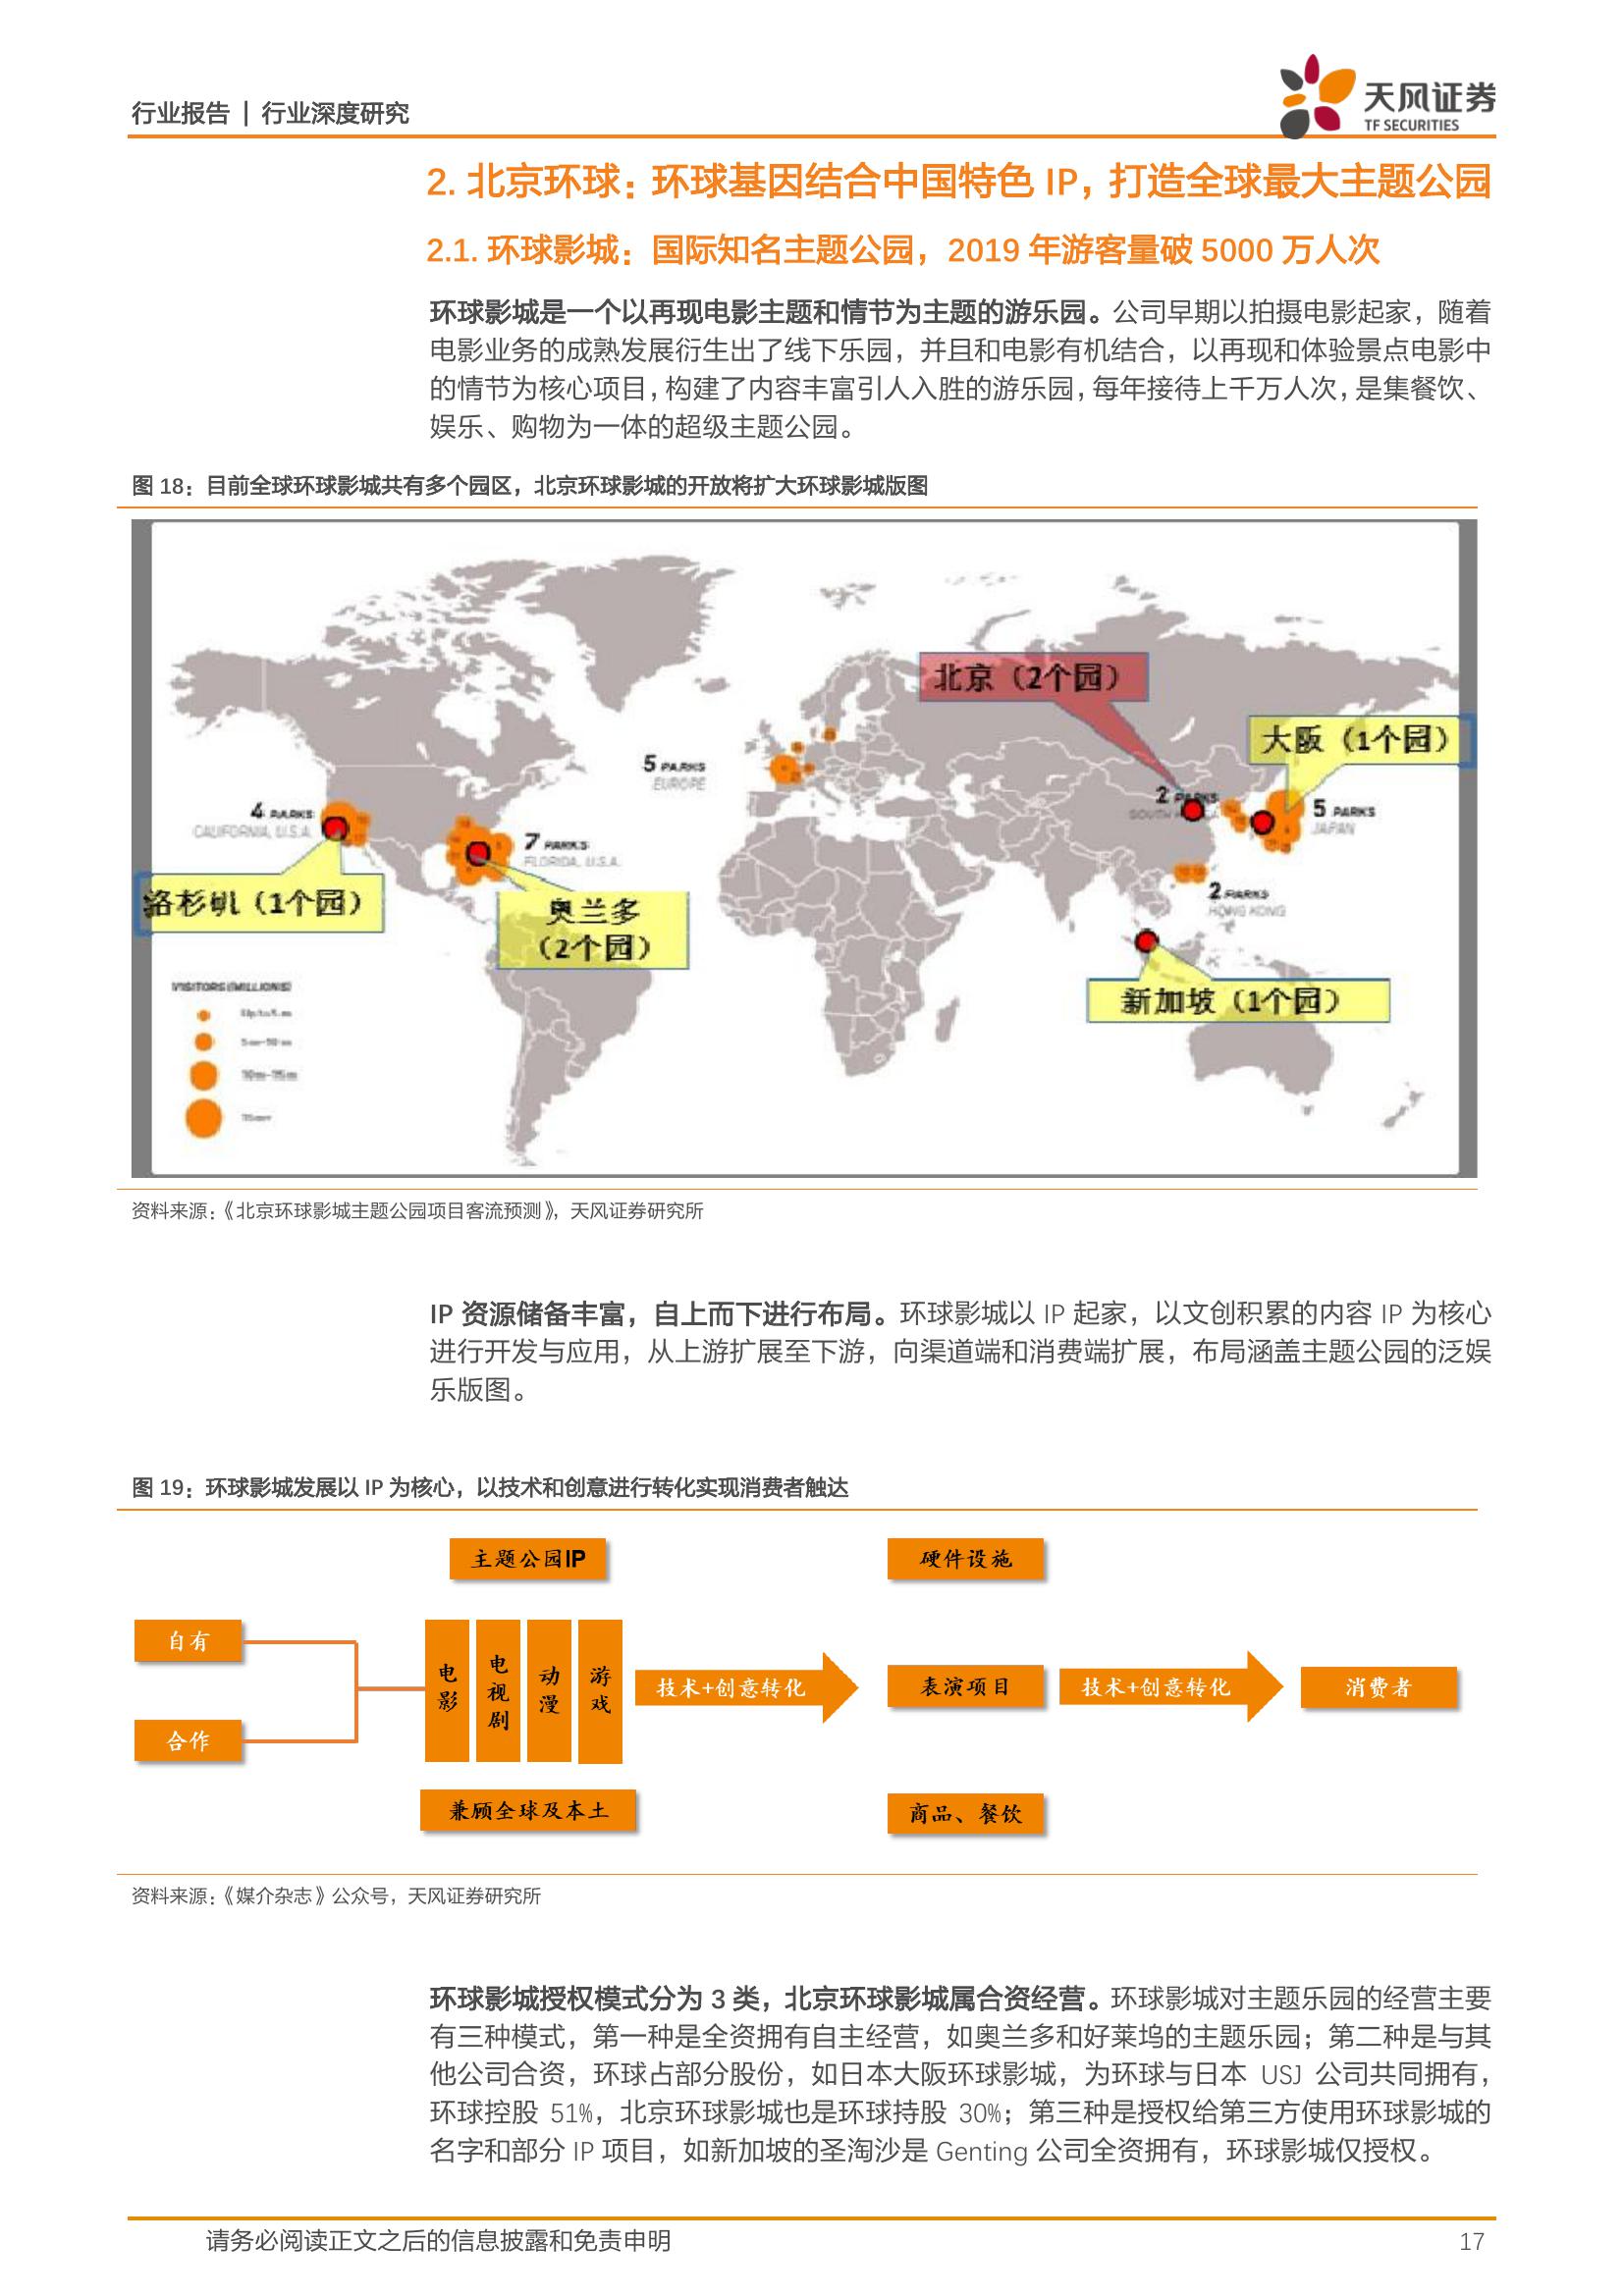 行业报告 | 行业深度研究
天风证券
TF SECURITIES
2. 北京环球：环球基因结合中国特色 IP，打造全球最大主题公园
2.1. 环球影城：国际知名主题公园，2019 年游客量破 5000 万人次
环球影城是一个以再现电影主题和情节为主题的游乐园。公司早期以拍摄电影起家，随着
电影业务的成熟发展衍生出了线下乐园，并且和电影有机结合，以再现和体验景点电影中
的情节为核心项目，构建了内容丰富引人入胜的游乐园，每年接待上千万人次，是集餐饮、
娱乐、购物为一体的超级主题公园。
图 18：目前全球环球影城共有多个园区，北京环球影城的开放将扩大环球影城版图
北京（2个园）
大阪（1个园）
5 PARKS
EUROPE
2 PARKS
4 PARKS
CALIFORNIA, U.S.A.
5 PARKS
JAPAN
7 PARKS
FLORIDA, U.S.A.
洛杉矶（1个园）
奥兰多
（2个园）
2 PARKS
HONG KONG
新加坡（1个园）
VISITORS (MILLIONS)
5m-10m
10m-15m
资料来源：《北京环球影城主题公园项目客流预测》，天风证券研究所
IP 资源储备丰富，自上而下进行布局。环球影城以 IP 起家，以文创积累的内容 IP 为核心
进行开发与应用，从上游扩展至下游，向渠道端和消费端扩展，布局涵盖主题公园的泛娱
乐版图。
图 19：环球影城发展以 IP 为核心，以技术和创意进行转化实现消费者触达
主题公园IP
硬件设施
自有
合作
电影
电视剧
动漫
游戏
技术+创意转化
表演项目
技术+创意转化
消费者
兼顾全球及本土
商品、餐饮
资料来源：《媒介杂志》公众号，天风证券研究所
环球影城授权模式分为 3 类，北京环球影城属合资经营。环球影城对主题乐园的经营主要
有三种模式，第一种是全资拥有自主经营，如奥兰多和好莱坞的主题乐园；第二种是与其
他公司合资，环球占部分股份，如日本大阪环球影城，为环球与日本 USJ 公司共同拥有，
环球控股 51%，北京环球影城也是环球持股 30%；第三种是授权给第三方使用环球影城的
名字和部分 IP 项目，如新加坡的圣淘沙是 Genting 公司全资拥有，环球影城仅授权。
请务必阅读正文之后的信息披露和免责申明
17